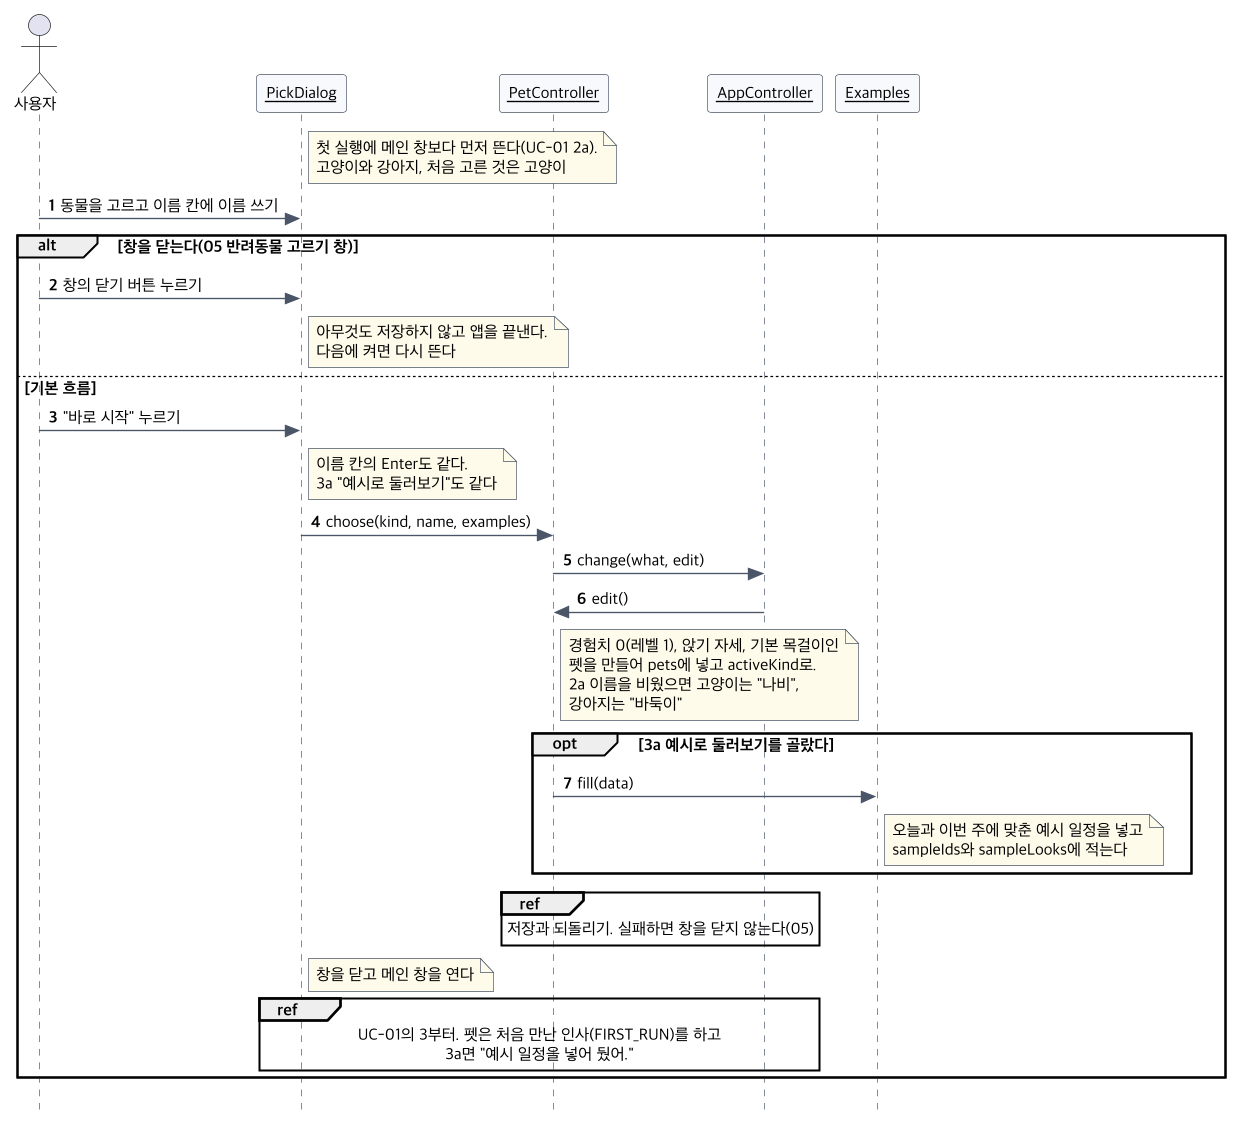 사용자
PickDialog
PetController
AppController
Examples
첫 실행에 메인 창보다 먼저 뜬다(UC-01 2a).
고양이와 강아지, 처음 고른 것은 고양이
1 동물을 고르고 이름 칸에 이름 쓰기
alt [창을 닫는다(05 반려동물 고르기 창)]
2 창의 닫기 버튼 누르기
아무것도 저장하지 않고 앱을 끝낸다.
다음에 켜면 다시 뜬다
[기본 흐름]
3 "바로 시작" 누르기
이름 칸의 Enter도 같다.
3a "예시로 둘러보기"도 같다
4 choose(kind, name, examples)
5 change(what, edit)
6 edit()
경험치 0(레벨 1), 앉기 자세, 기본 목걸이인
펫을 만들어 pets에 넣고 activeKind로.
2a 이름을 비웠으면 고양이는 "나비",
강아지는 "바둑이"
opt [3a 예시로 둘러보기를 골랐다]
7 fill(data)
오늘과 이번 주에 맞춘 예시 일정을 넣고
sampleIds와 sampleLooks에 적는다
ref
저장과 되돌리기. 실패하면 창을 닫지 않는다(05)
창을 닫고 메인 창을 연다
ref
UC-01의 3부터. 펫은 처음 만난 인사(FIRST_RUN)를 하고
3a면 "예시 일정을 넣어 뒀어."